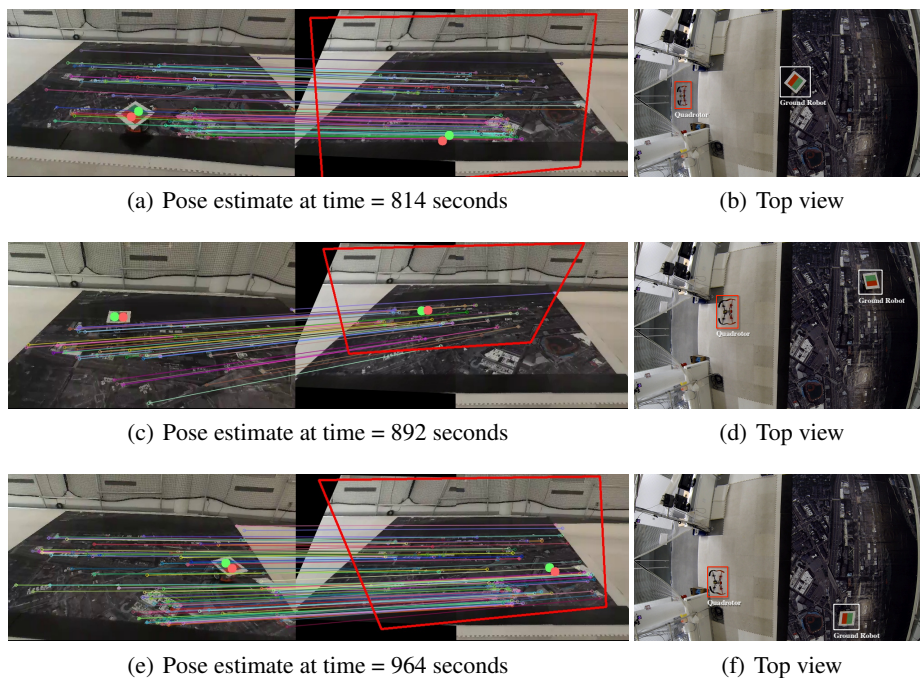 Quadrotor
Ground Robot
(a) Pose estimate at time = 814 seconds
(b) Top view
Ground Robot
Quadrotor
(c) Pose estimate at time = 892 seconds
(d) Top view
Quadrotor
Ground Robot
(e) Pose estimate at time = 964 seconds
(f) Top view